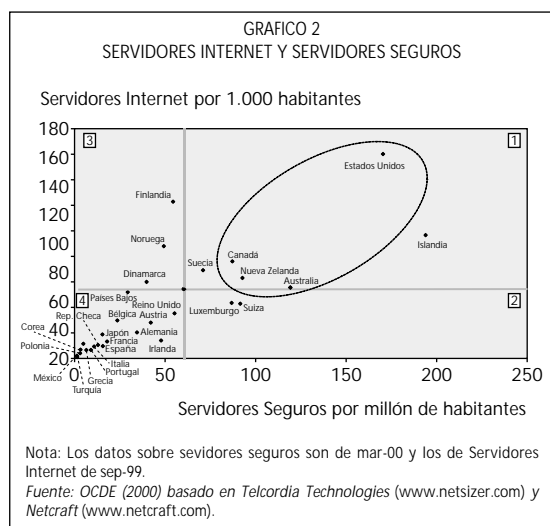 GRAFICO 2
SERVIDORES INTERNET Y SERVIDORES SEGUROS
Servidores Internet por 1.000 habitantes
180
160
140
120
100
80
60
40
20
3
1
4
2
Estados Unidos
Finlandia
Islandia
Noruega
Canadá
Suecia
Nueva Zelanda
Dinamarca
Australia
Países Bajos
Reino Unido
Luxemburgo
Suiza
Rep. Checa
Bélgica
Austria
Corea
Japón
Alemania
Francia
Polonia
España
Irlanda
Italia
Portugal
México
Grecia
Turquía
0
50
100
150
200
250
Servidores Seguros por millón de habitantes
Nota: Los datos sobre sevidores seguros son de mar-00 y los de Servidores
Internet de sep-99.
Fuente: OCDE (2000) basado en Telcordia Technologies (www.netsizer.com) y
Netcraft (www.netcraft.com).